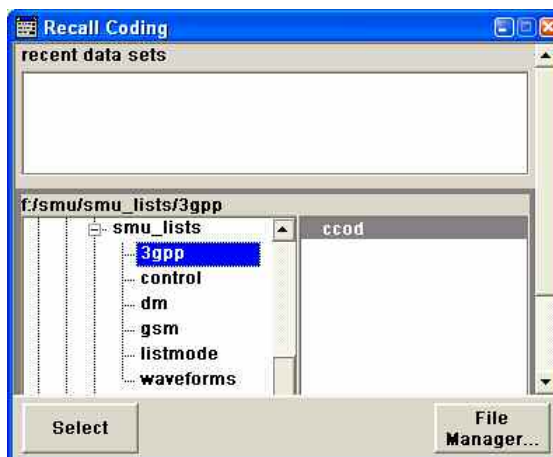 Recall Coding
recent data sets
f:/smu/smu_lists/3gpp
smu_lists
3gpp
control
dm
gsm
listmode
waveforms
ccod
Select
File
Manager...